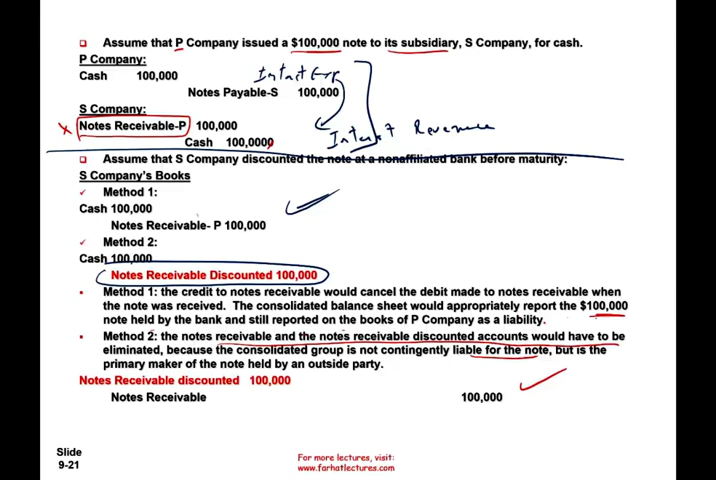 Assume that P Company issued a $100,000 note to its subsidiary, S Company, for cash.
P Company:
Cash 100,000
Notes Payable-S 100,000
Intrest Exp
S Company:
Notes Receivable-P 100,000
Cash 100,0000
Interest Revenue
Assume that S Company discounted the note at a nonaffiliated bank before maturity:
S Company's Books
✓ Method 1:
Cash 100,000
Notes Receivable- P 100,000
✓ Method 2:
Cash 100,000
Notes Receivable Discounted 100,000
Method 1: the credit to notes receivable would cancel the debit made to notes receivable when
the note was received. The consolidated balance sheet would appropriately report the $100,000
note held by the bank and still reported on the books of P Company as a liability.
Method 2: the notes receivable and the notes receivable discounted accounts would have to be
eliminated, because the consolidated group is not contingently liable for the note, but is the
primary maker of the note held by an outside party.
Notes Receivable discounted 100,000
Notes Receivable 100,000
Slide
9-21
For more lectures, visit:
www.farhatlectures.com